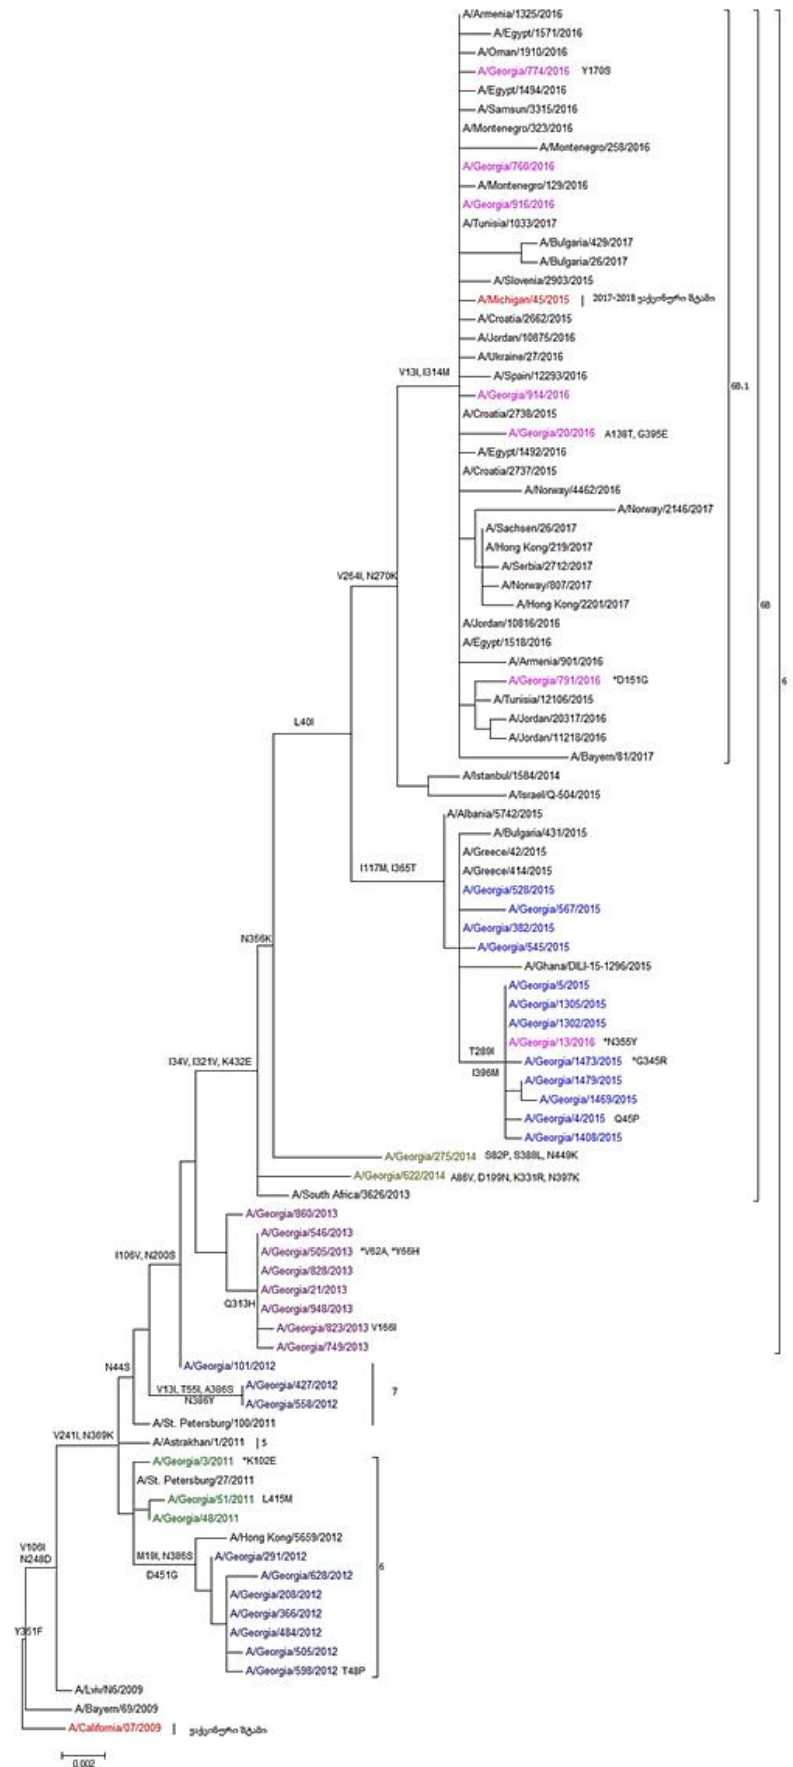 A/Armenia/1325/2016
A/Egypt/1571/2016
A/Oman/1910/2016
A/Georgia/774/2016 Y170S
A/Egypt/1494/2016
A/Samsun/3315/2016
A/Montenegro/323/2016
A/Montenegro/258/2016
A/Georgia/760/2016
A/Montenegro/129/2016
A/Georgia/916/2016
A/Tunisia/1033/2017
A/Bulgaria/429/2017
A/Bulgaria/26/2017
A/Slovenia/2903/2015
A/Michigan/45/2015 | 2017-2018 ვაქცინური შტამი
A/Croatia/2662/2015
A/Jordan/10875/2016
A/Ukraine/27/2016
V13I, I314M
A/Spain/12293/2016
6B.1
A/Georgia/914/2016
A/Croatia/2738/2015
A/Georgia/20/2016 A138T, G395E
A/Egypt/1492/2016
A/Croatia/2737/2015
A/Norway/4462/2016
A/Norway/2146/2017
A/Sachsen/26/2017
A/Hong Kong/219/2017
A/Serbia/2712/2017
V264I, N270K
A/Norway/807/2017
A/Hong Kong/2201/2017
6B
A/Jordan/10816/2016
A/Egypt/1518/2016
A/Armenia/901/2016
A/Georgia/791/2016 *D151G
6
A/Tunisia/12106/2015
A/Jordan/20317/2016
L40I
A/Jordan/11218/2016
A/Bayern/81/2017
A/Istanbul/1584/2014
A/Israel/Q-504/2015
A/Albania/5742/2015
A/Bulgaria/431/2015
A/Greece/42/2015
I117M, I365T
A/Greece/414/2015
A/Georgia/528/2015
A/Georgia/567/2015
A/Georgia/382/2015
N356K
A/Georgia/545/2015
A/Ghana/DILI-15-1296/2015
A/Georgia/5/2015
A/Georgia/1305/2015
A/Georgia/1302/2015
A/Georgia/13/2016 *N355Y
T289I
I34V, I321V, K432E
A/Georgia/1473/2015 *G345R
I396M
A/Georgia/1479/2015
A/Georgia/1469/2015
A/Georgia/4/2015 Q45P
A/Georgia/1408/2015
A/Georgia/275/2014 S82P, S388L, N449K
A/Georgia/622/2014 A86V, D199N, K331R, N397K
A/South Africa/3626/2013
A/Georgia/860/2013
A/Georgia/546/2013
I106V, N200S
A/Georgia/505/2013 *V62A, *Y66H
A/Georgia/828/2013
A/Georgia/21/2013
Q313H
A/Georgia/948/2013
A/Georgia/823/2013 V166I
A/Georgia/749/2013
N44S
A/Georgia/101/2012
A/Georgia/427/2012
V13I, T55I, A386S
7
N386Y
A/Georgia/558/2012
A/St. Petersburg/100/2011
V241I, N369K
A/Astrakhan/1/2011 | 5
A/Georgia/3/2011 *K102E
A/St. Petersburg/27/2011
A/Georgia/51/2011 L415M
A/Georgia/48/2011
A/Hong Kong/5659/2012
V106I
N248D
M19I, N386S
A/Georgia/291/2012
6
D451G
A/Georgia/628/2012
A/Georgia/208/2012
A/Georgia/366/2012
Y351F
A/Georgia/484/2012
A/Georgia/505/2012
A/Georgia/598/2012 T48P
A/Lviv/N6/2009
A/Bayern/69/2009
A/California/07/2009 | ვაქცინური შტამი
0.002